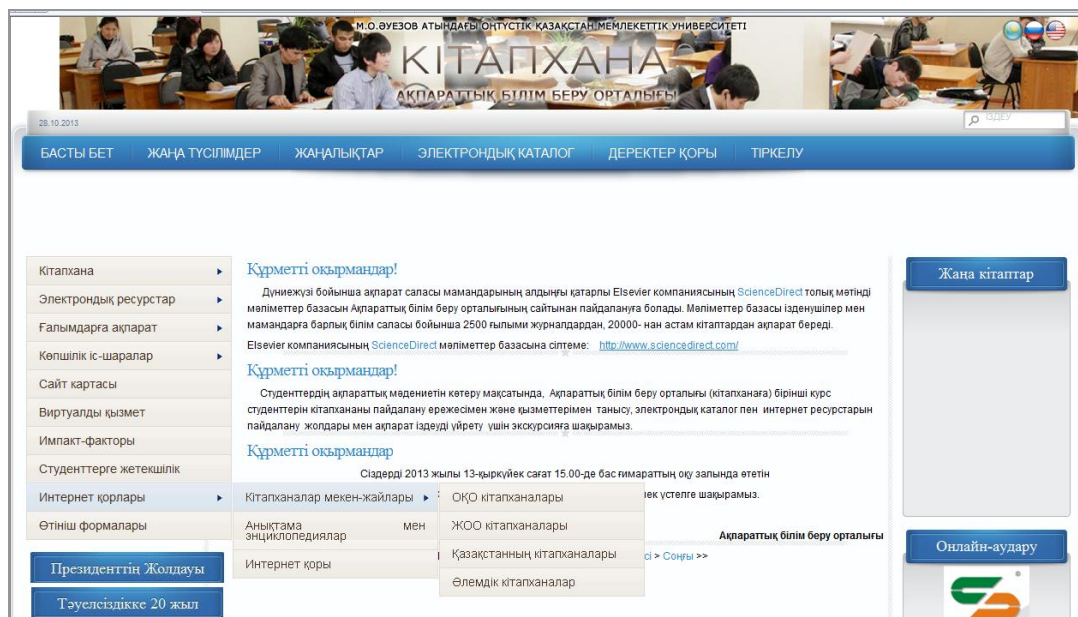 М.О.ӘУЕЗОВ АТЫНДАҒЫ ОҢТҮСТІК ҚАЗАҚСТАН МЕМЛЕКЕТТІК УНИВЕРСИТЕТІ
КІТАПХАНА
АҚПАРАТТЫҚ БІЛІМ БЕРУ ОРТАЛЫҒЫ
28.10.2013
ІЗДЕУ
БАСТЫ БЕТ ЖАҢА ТҮСІЛІМДЕР ЖАҢАЛЫҚТАР ЭЛЕКТРОНДЫҚ КАТАЛОГ ДЕРЕКТЕР ҚОРЫ ТІРКЕЛУ
Кітапхана
Электрондық ресурстар
Ғалымдарға ақпарат
Көпшілік іс-шаралар
Сайт картасы
Виртуалды қызмет
Импакт-факторы
Студенттерге жетекшілік
Интернет қорлары
Өтініш формалары
Президенттің Жолдауы
Тәуелсіздікке 20 жыл
Құрметті оқырмандар!
Дүниежүзі бойынша ақпарат саласы мамандарының алдыңғы қатарлы Elsevier компаниясының ScienceDirect толық мәтінді
мәліметтер базасын Ақпараттық білім беру орталығының сайтынан пайдалануға болады. Мәліметтер базасы ізденушілер мен
мамандарға барлық білім саласы бойынша 2500 ғылыми журналдардан, 20000- нан астам кітаптардан ақпарат береді.
Elsevier компаниясының ScienceDirect мәліметтер базасына сілтеме: http://www.sciencedirect.com/
Құрметті оқырмандар!
Студенттердің ақпараттық мәдениетін көтеру мақсатында, Ақпараттық білім беру орталығы (кітапханаға) бірінші курс
студенттерін кітапхананы пайдалану ережесімен және қызметтерімен танысу, электрондық каталог пен интернет ресурстарын
пайдалану жолдары мен ақпарат іздеуді үйрету үшін экскурсияға шақырамыз.
Құрметті оқырмандар
Сіздерді 2013 жылы 13-қыркүйек сағат 15.00-де бас ғимараттың оқу залында өтетін
үстелге шақырамыз.
Ақпараттық білім беру орталығы
> Соңғы >>
Кітапханалар мекен-жайлары
Анықтама мен
энциклопедиялар
Интернет қоры
ОҚО кітапханалары
ЖОО кітапханалары
Қазақстанның кітапханалары
Әлемдік кітапханалар
Жаңа кітаптар
Онлайн-аудару